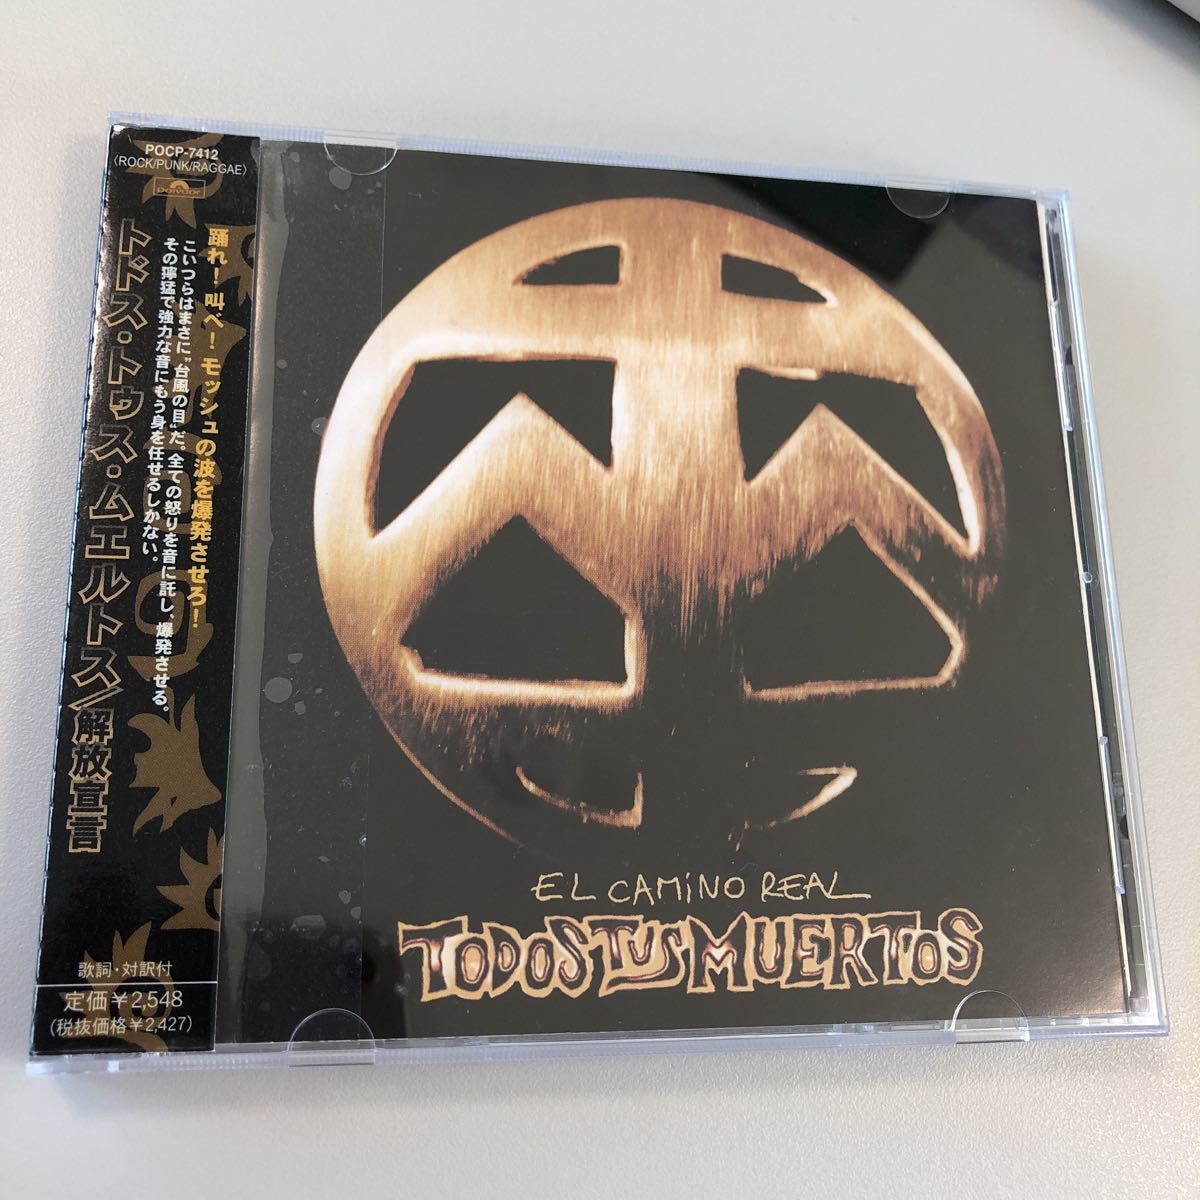 POCP-7412
〈ROCK/PUNK/RAGGAE〉
polydor
踊れ！叫べ！モッシュの波を爆発させろ！
こいつらはまさに“台風の目”だ。全ての怒りを音に託し、爆発させる。
その獰猛で強力な音にもう身を任せるしかない。
トドス・トゥス・ムエルトス／解放宣言
歌詞・対訳付
定価￥2,548
(税抜価格￥2,427)
EL CAMiNO REAL
TODOS TUS MUERTOS